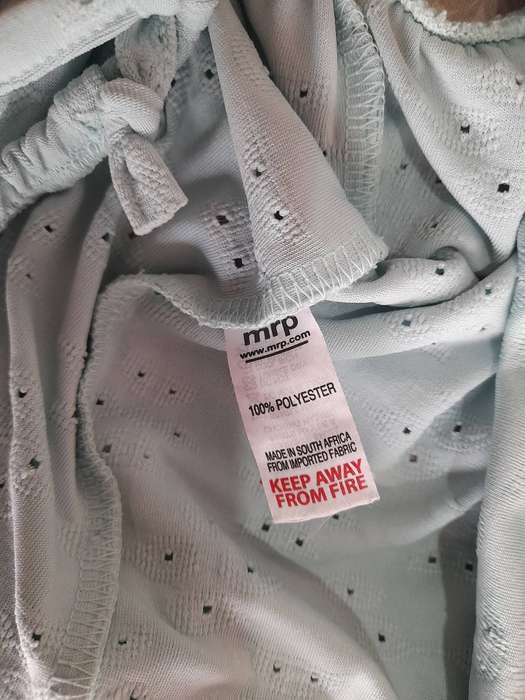 mrp
www.mrp.com
100% POLYESTER
MADE IN SOUTH AFRICA
FROM IMPORTED FABRIC
KEEP AWAY
FROM FIRE